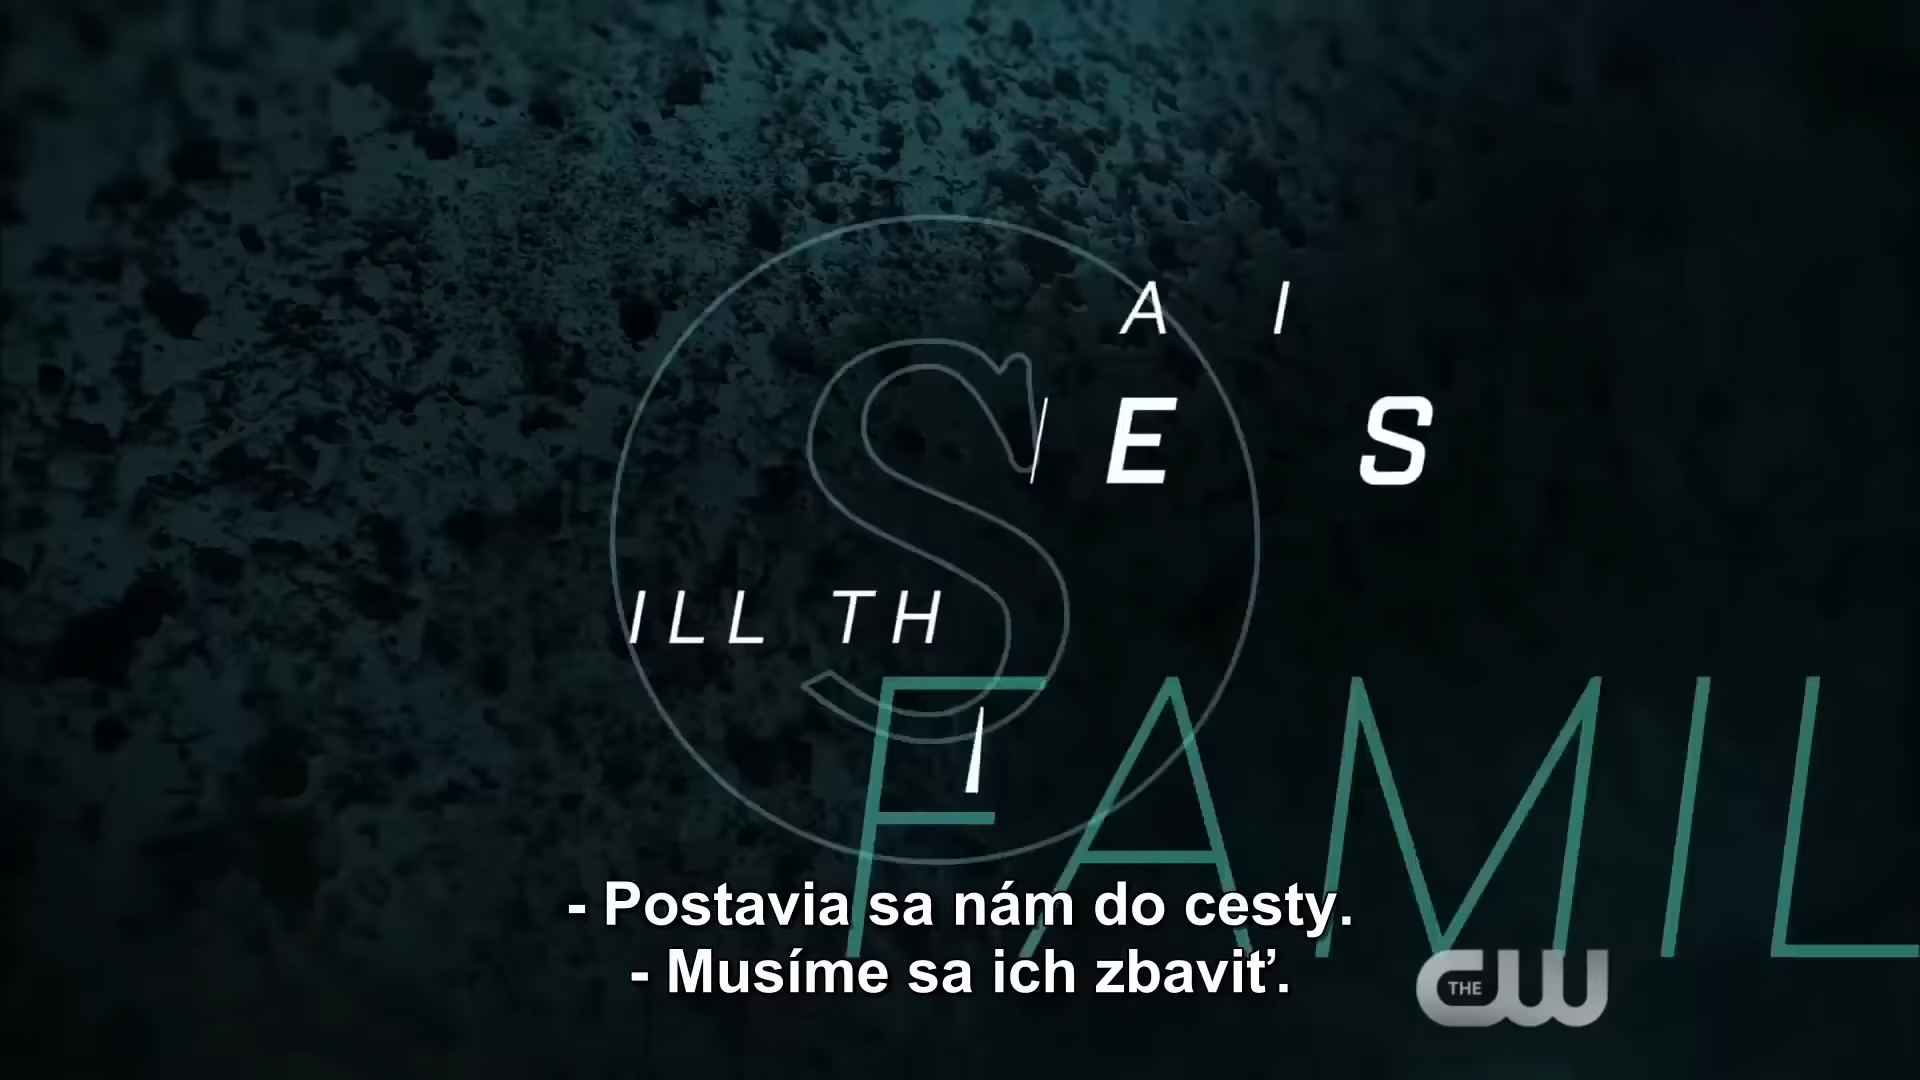 A I
E S
ILL TH
S
FAMIL
- Postavia sa nám do cesty.
- Musíme sa ich zbaviť.
THE CW